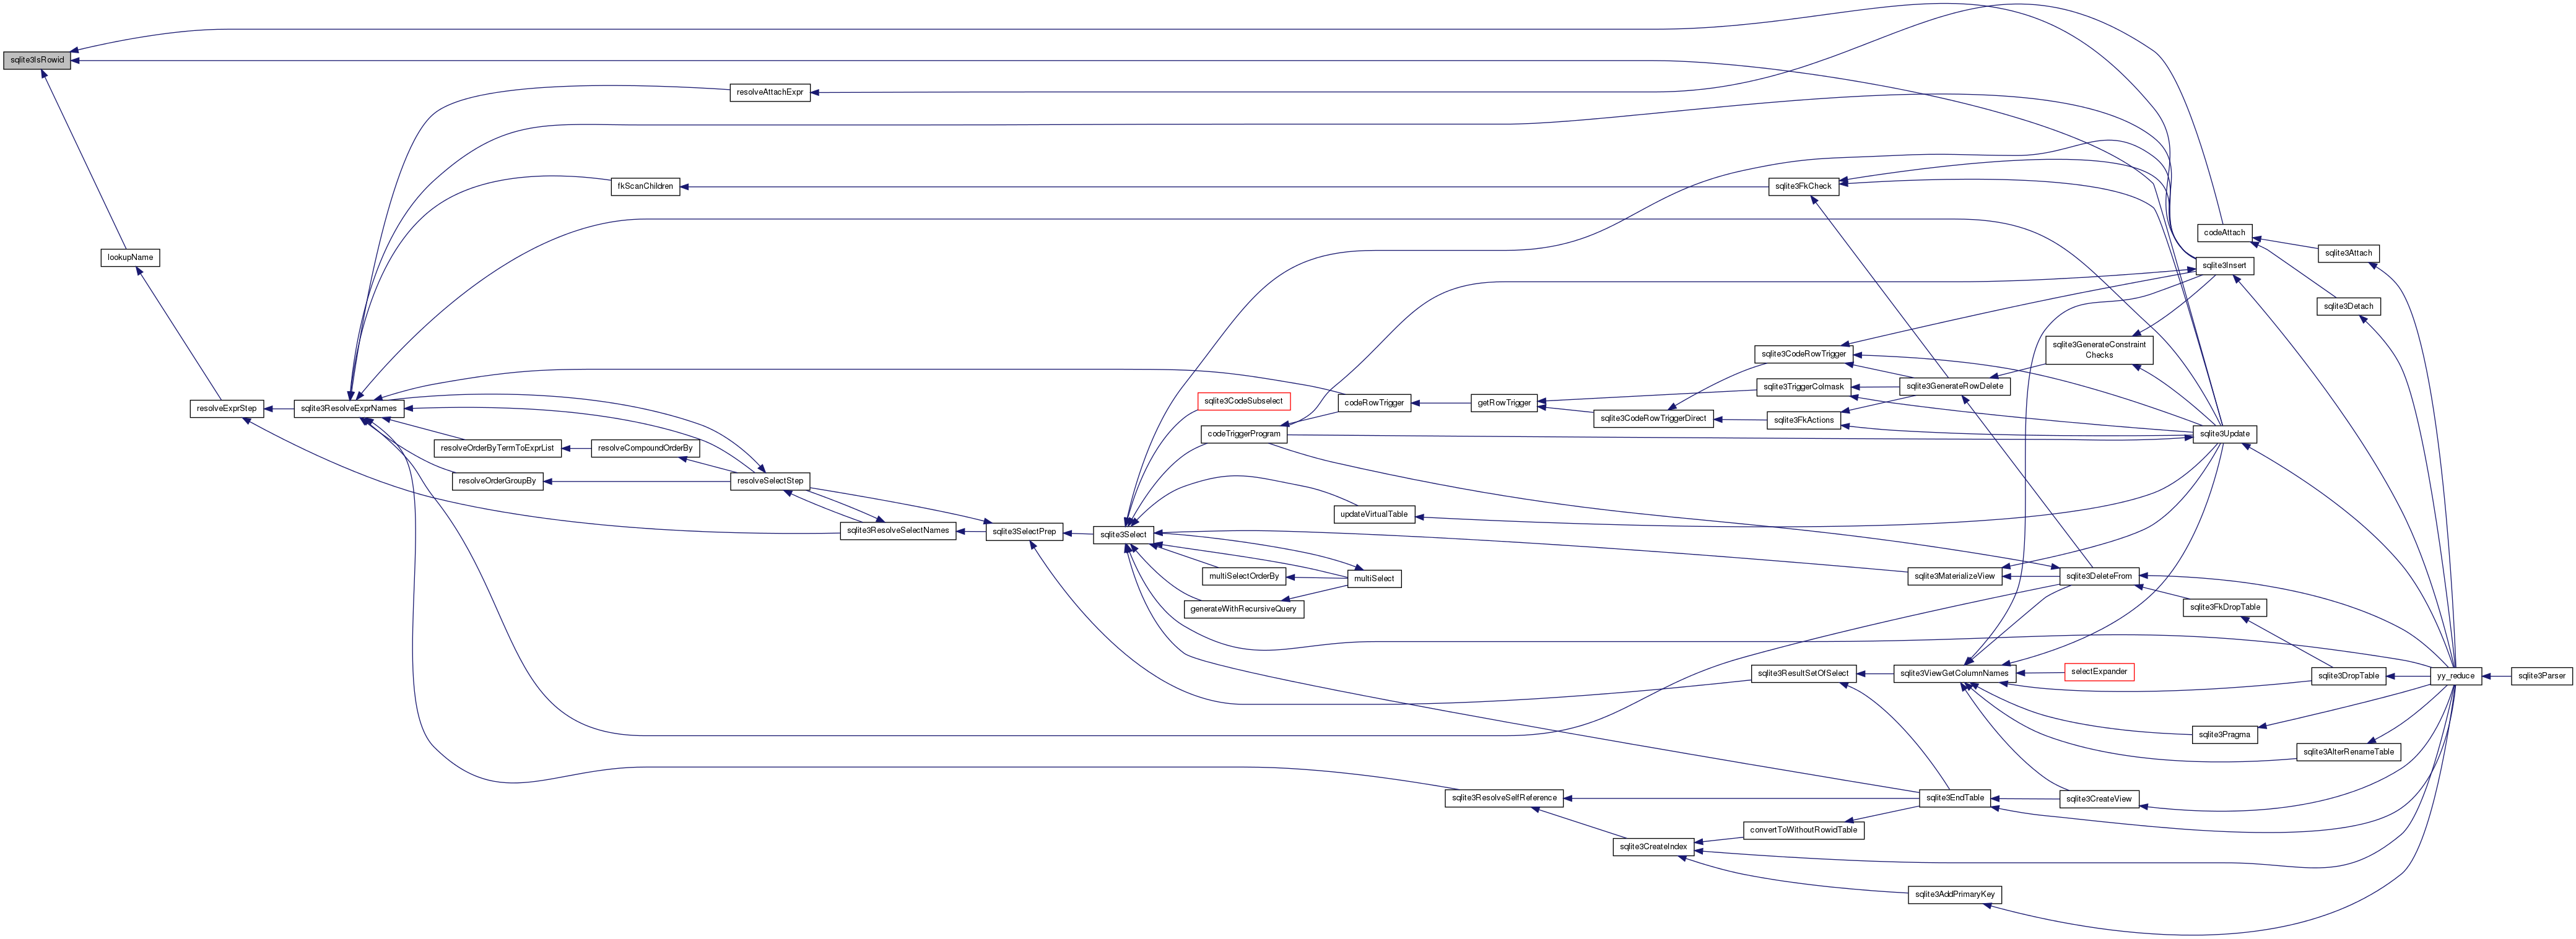 sqlite3IsRowid
resolveAttachExpr
fkScanChildren
sqlite3FkCheck
codeAttach
sqlite3Attach
lookupName
sqlite3Insert
sqlite3Detach
sqlite3CodeRowTrigger
sqlite3GenerateConstraint
Checks
sqlite3TriggerColmask
sqlite3GenerateRowDelete
sqlite3CodeSubselect
codeRowTrigger
getRowTrigger
resolveExprStep
sqlite3ResolveExprNames
sqlite3CodeRowTriggerDirect
sqlite3FkActions
codeTriggerProgram
sqlite3Update
resolveOrderByTermToExprList
resolveCompoundOrderBy
resolveOrderGroupBy
resolveSelectStep
updateVirtualTable
sqlite3ResolveSelectNames
sqlite3SelectPrep
sqlite3Select
multiSelectOrderBy
multiSelect
sqlite3MaterializeView
sqlite3DeleteFrom
generateWithRecursiveQuery
sqlite3FkDropTable
sqlite3ResultSetOfSelect
sqlite3ViewGetColumnNames
selectExpander
sqlite3DropTable
yy_reduce
sqlite3Parser
sqlite3Pragma
sqlite3AlterRenameTable
sqlite3ResolveSelfReference
sqlite3EndTable
sqlite3CreateView
convertToWithoutRowidTable
sqlite3CreateIndex
sqlite3AddPrimaryKey